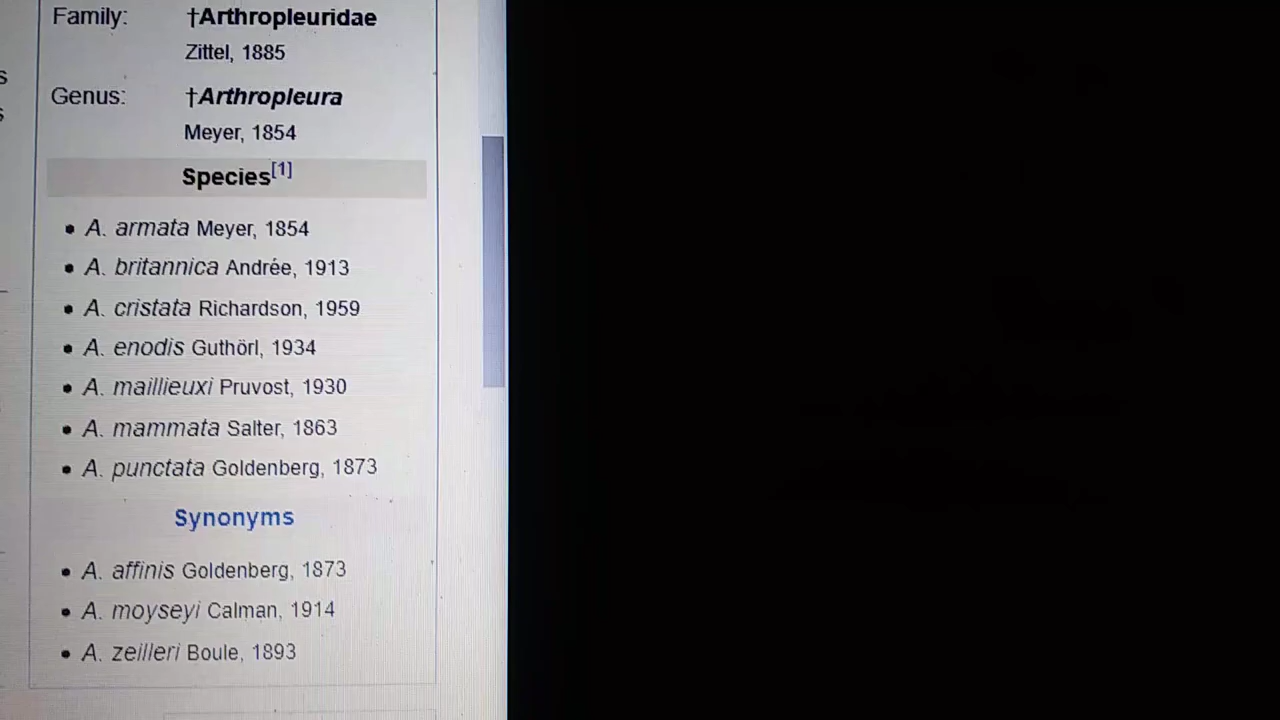 Family: †Arthropleuridae
Zittel, 1885
Genus: †Arthropleura
Meyer, 1854
Species[1]
• A. armata Meyer, 1854
• A. britannica Andrée, 1913
• A. cristata Richardson, 1959
• A. enodis Guthörl, 1934
• A. maillieuxi Pruvost, 1930
• A. mammata Salter, 1863
• A. punctata Goldenberg, 1873
Synonyms
• A. affinis Goldenberg, 1873
• A. moyseyi Calman, 1914
• A. zeilleri Boule, 1893